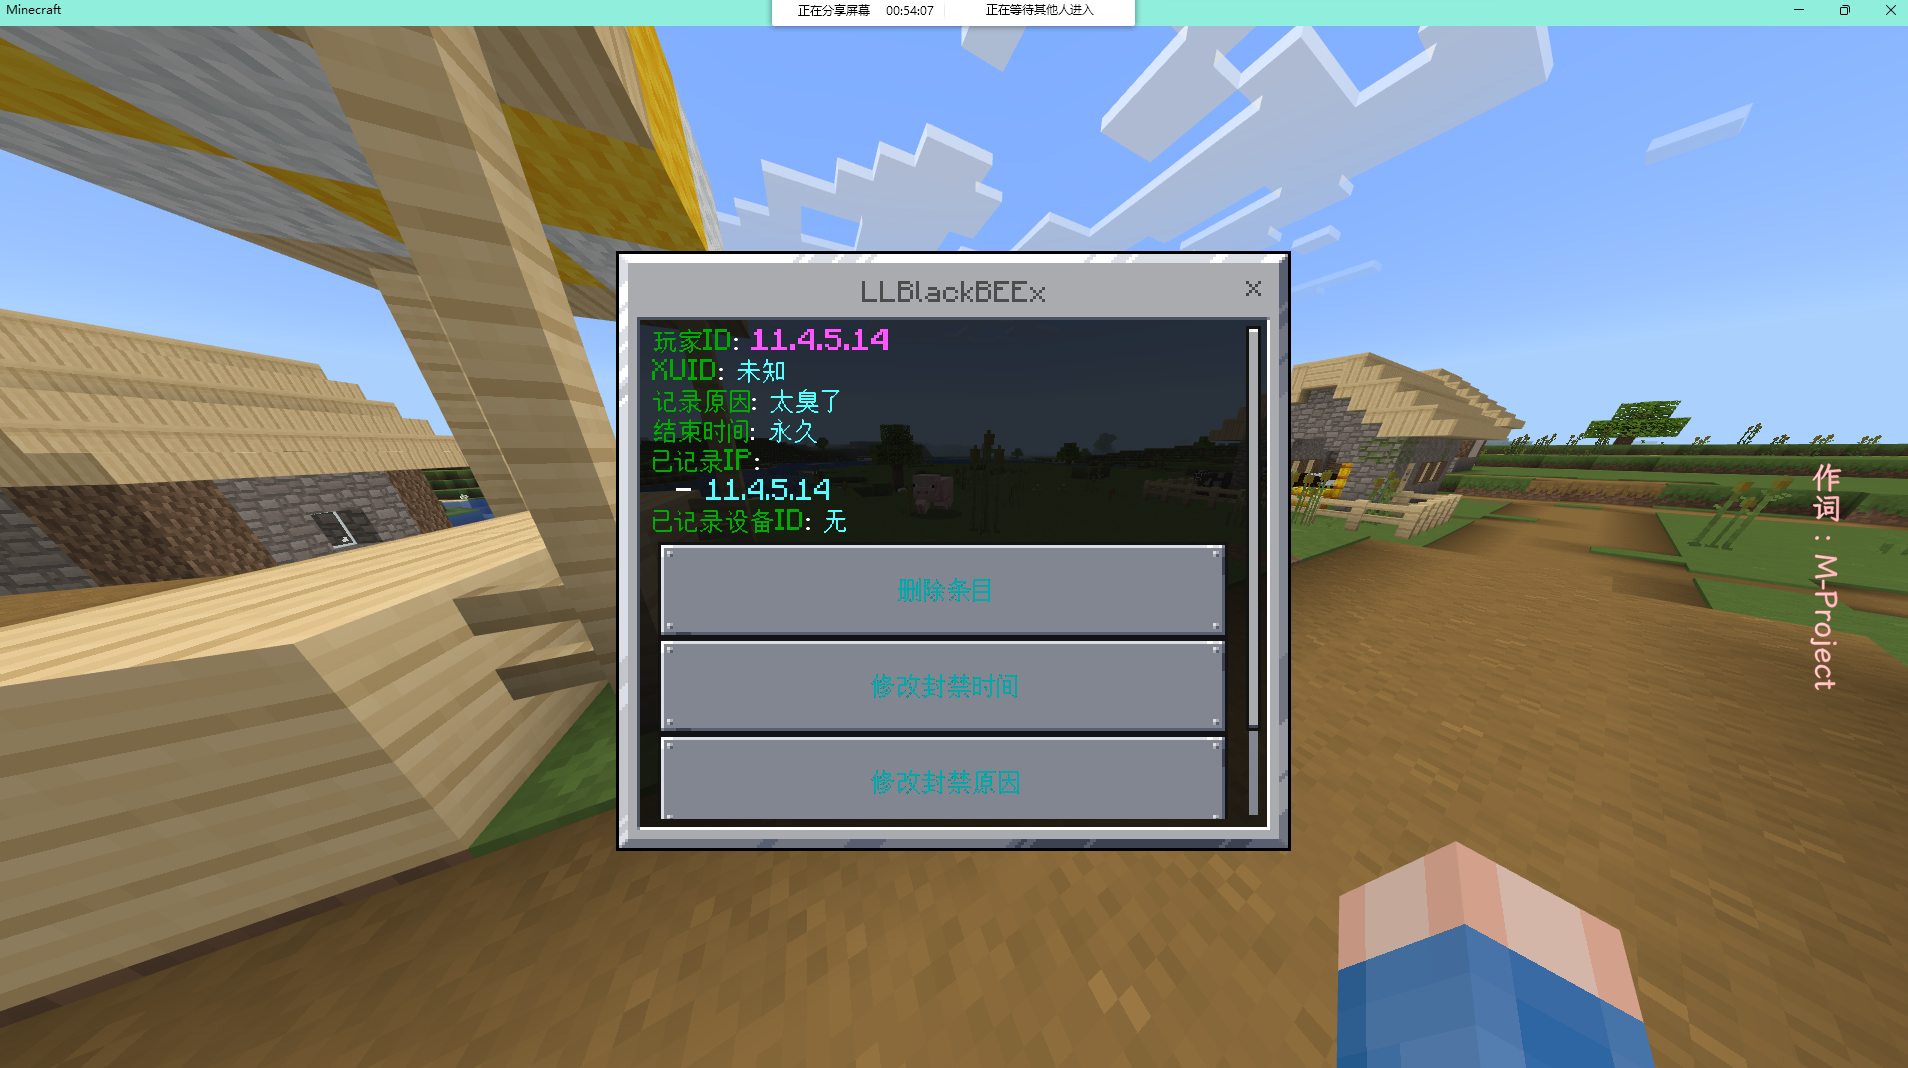 Minecraft
正在分享屏幕 00:54:07 正在等待其他人进入
LLBlackBEEx
玩家ID: 11.4.5.14
XUID: 未知
记录原因: 太臭了
结束时间: 永久
已记录IP:
- 11.4.5.14
已记录设备ID: 无
删除条目
修改封禁时间
修改封禁原因
作词：M-Project